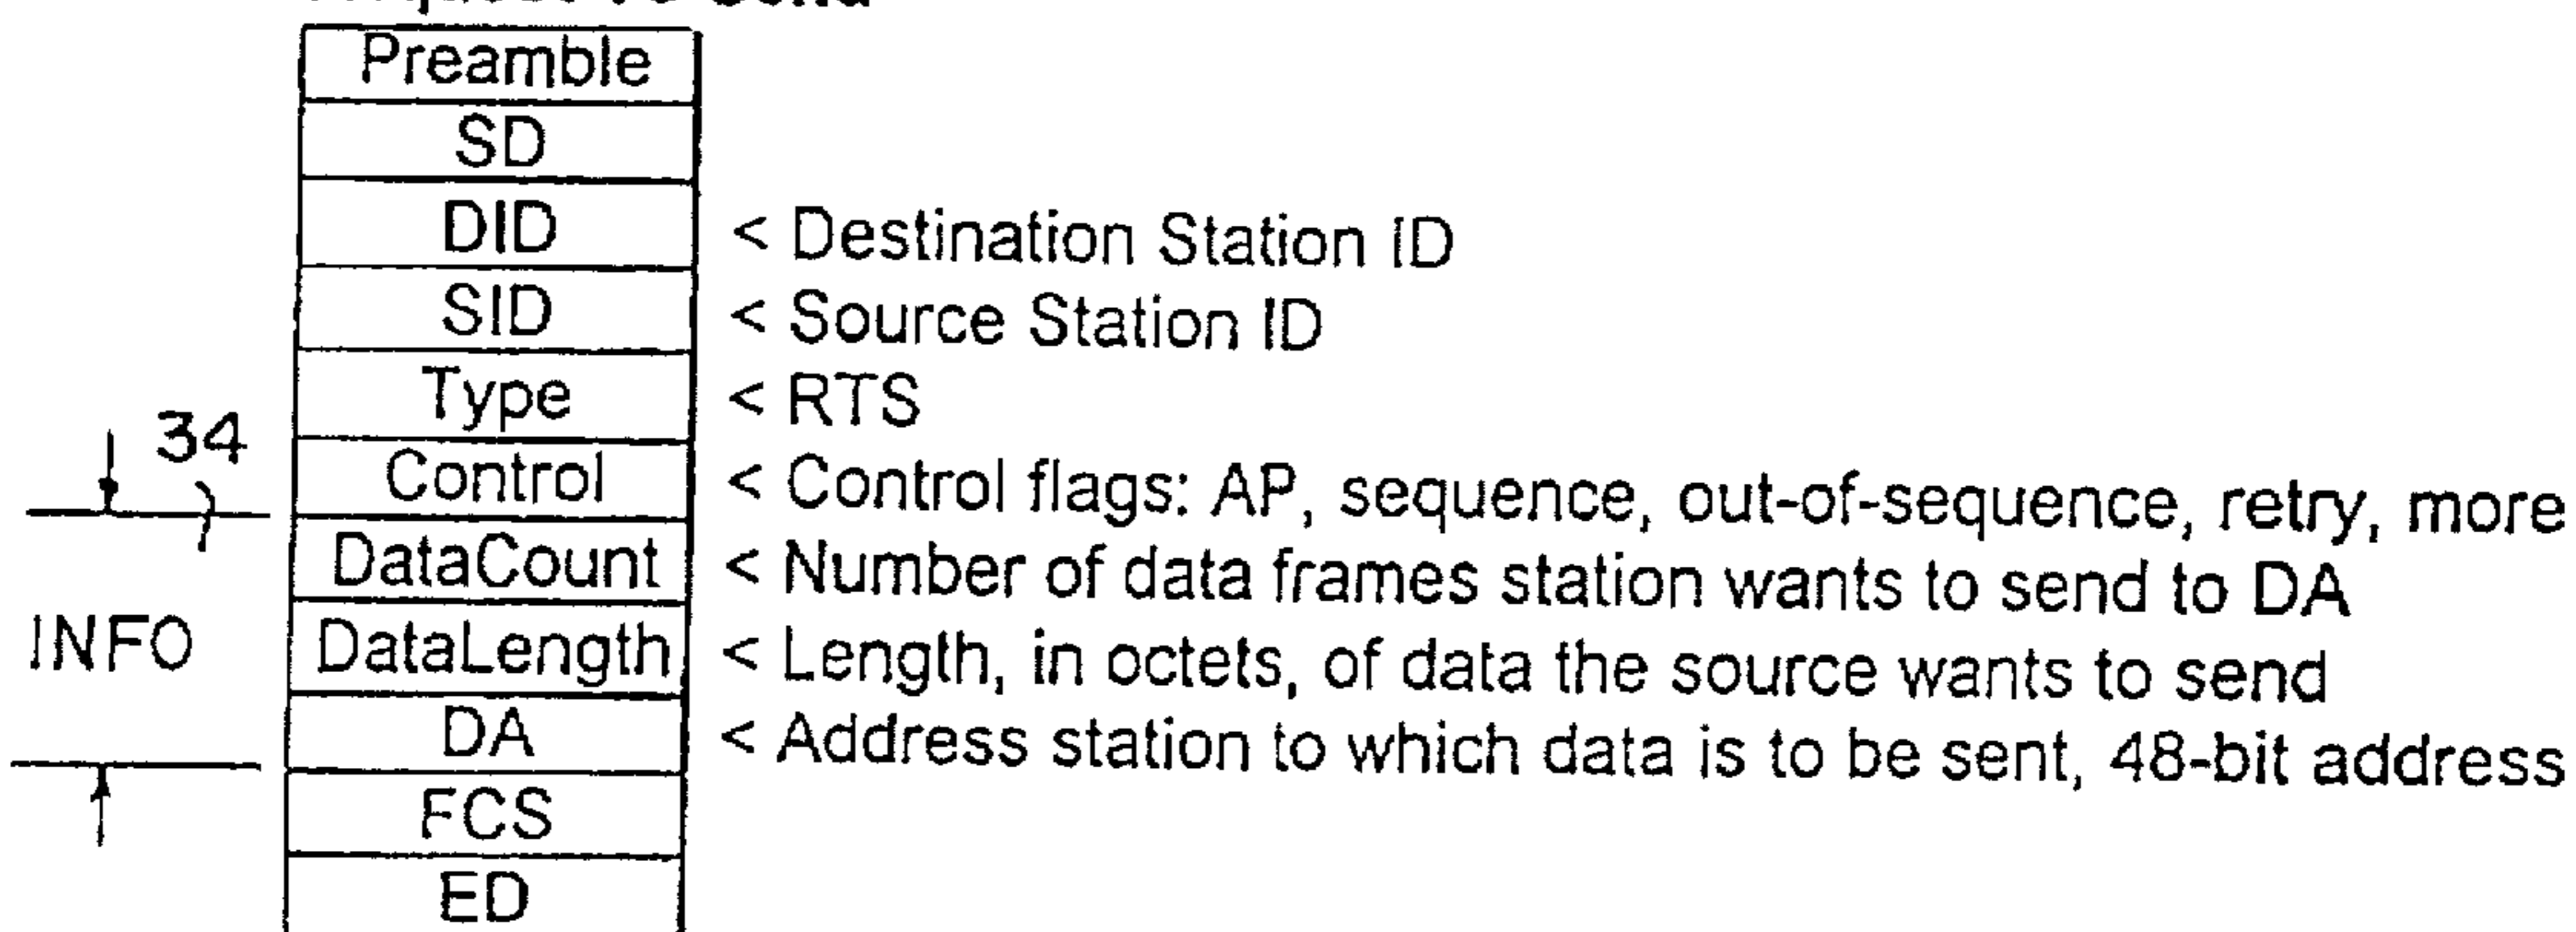 To Send
Preamble
SD
DID < Destination Station ID
SID < Source Station ID
Type < RTS
34
Control < Control flags: AP, sequence, out-of-sequence, retry, more
DataCount < Number of data frames station wants to send to DA
INFO
DataLength < Length, in octets, of data the source wants to send
DA < Address station to which data is to be sent, 48-bit address
FCS
ED